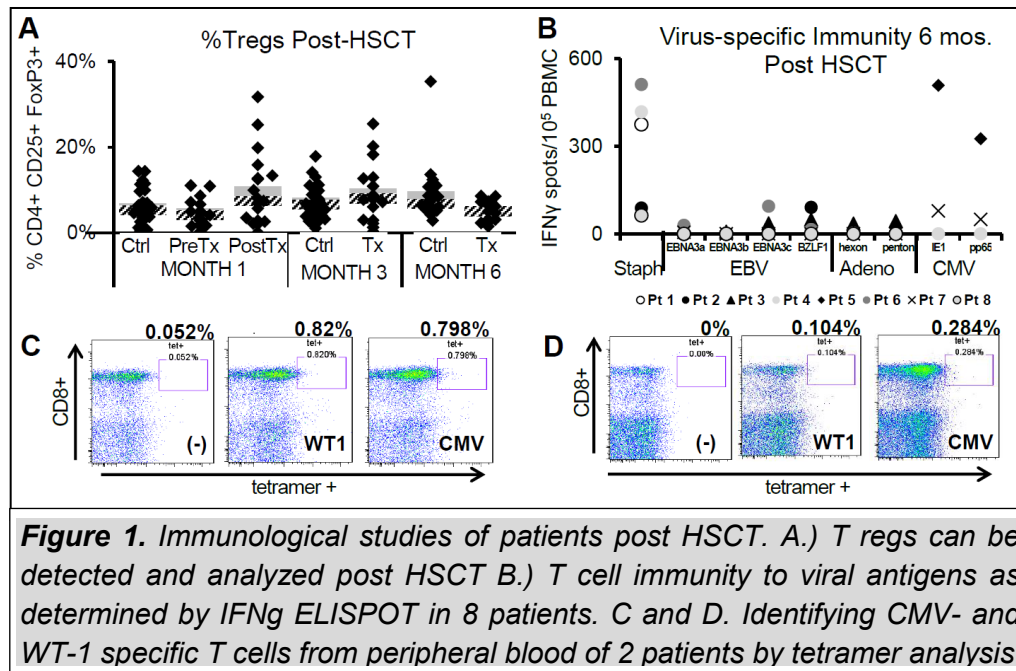 A
%Tregs Post-HSCT
% CD4+ CD25+ FoxP3+
40%
20%
0%
Ctrl PreTx PostTx Ctrl Tx Ctrl Tx
MONTH 1 MONTH 3 MONTH 6
B
Virus-specific Immunity 6 mos.
Post HSCT
IFNγ spots/10⁵ PBMC
600
300
0
EBNA3a EBNA3b EBNA3c BZLF1 hexon penton IE1 pp65
Staph EBV Adeno CMV
Pt 1 Pt 2 Pt 3 Pt 4 Pt 5 Pt 6 Pt 7 Pt 8
C
CD8+
0.052% 0.82% 0.798%
tet+ tet+ tet+
0.052% 0.820% 0.798%
(-) WT1 CMV
tetramer +
D
CD8+
0% 0.104% 0.284%
tet+ tet+ tet+
0.00% 0.104% 0.284%
(-) WT1 CMV
tetramer +
Figure 1. Immunological studies of patients post HSCT. A.) T regs can be
detected and analyzed post HSCT B.) T cell immunity to viral antigens as
determined by IFNg ELISPOT in 8 patients. C and D. Identifying CMV- and
WT-1 specific T cells from peripheral blood of 2 patients by tetramer analysis